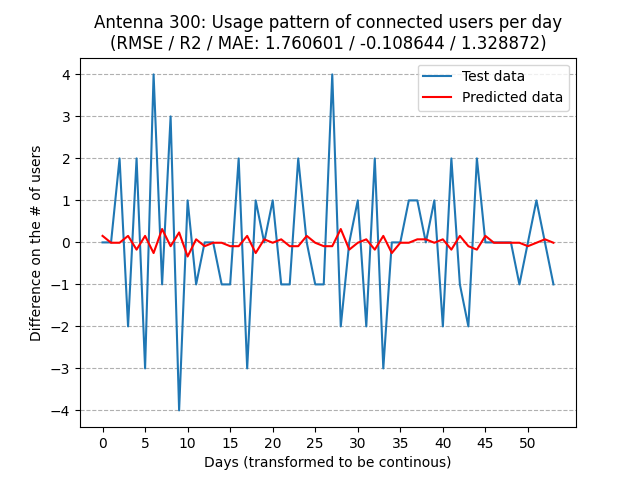 Antenna 300: Usage pattern of connected users per day
(RMSE / R2 / MAE: 1.760601 / -0.108644 / 1.328872)
Test data
Predicted data
Difference on the # of users
4
3
2
1
0
−1
−2
−3
−4
0 5 10 15 20 25 30 35 40 45 50
Days (transformed to be continous)